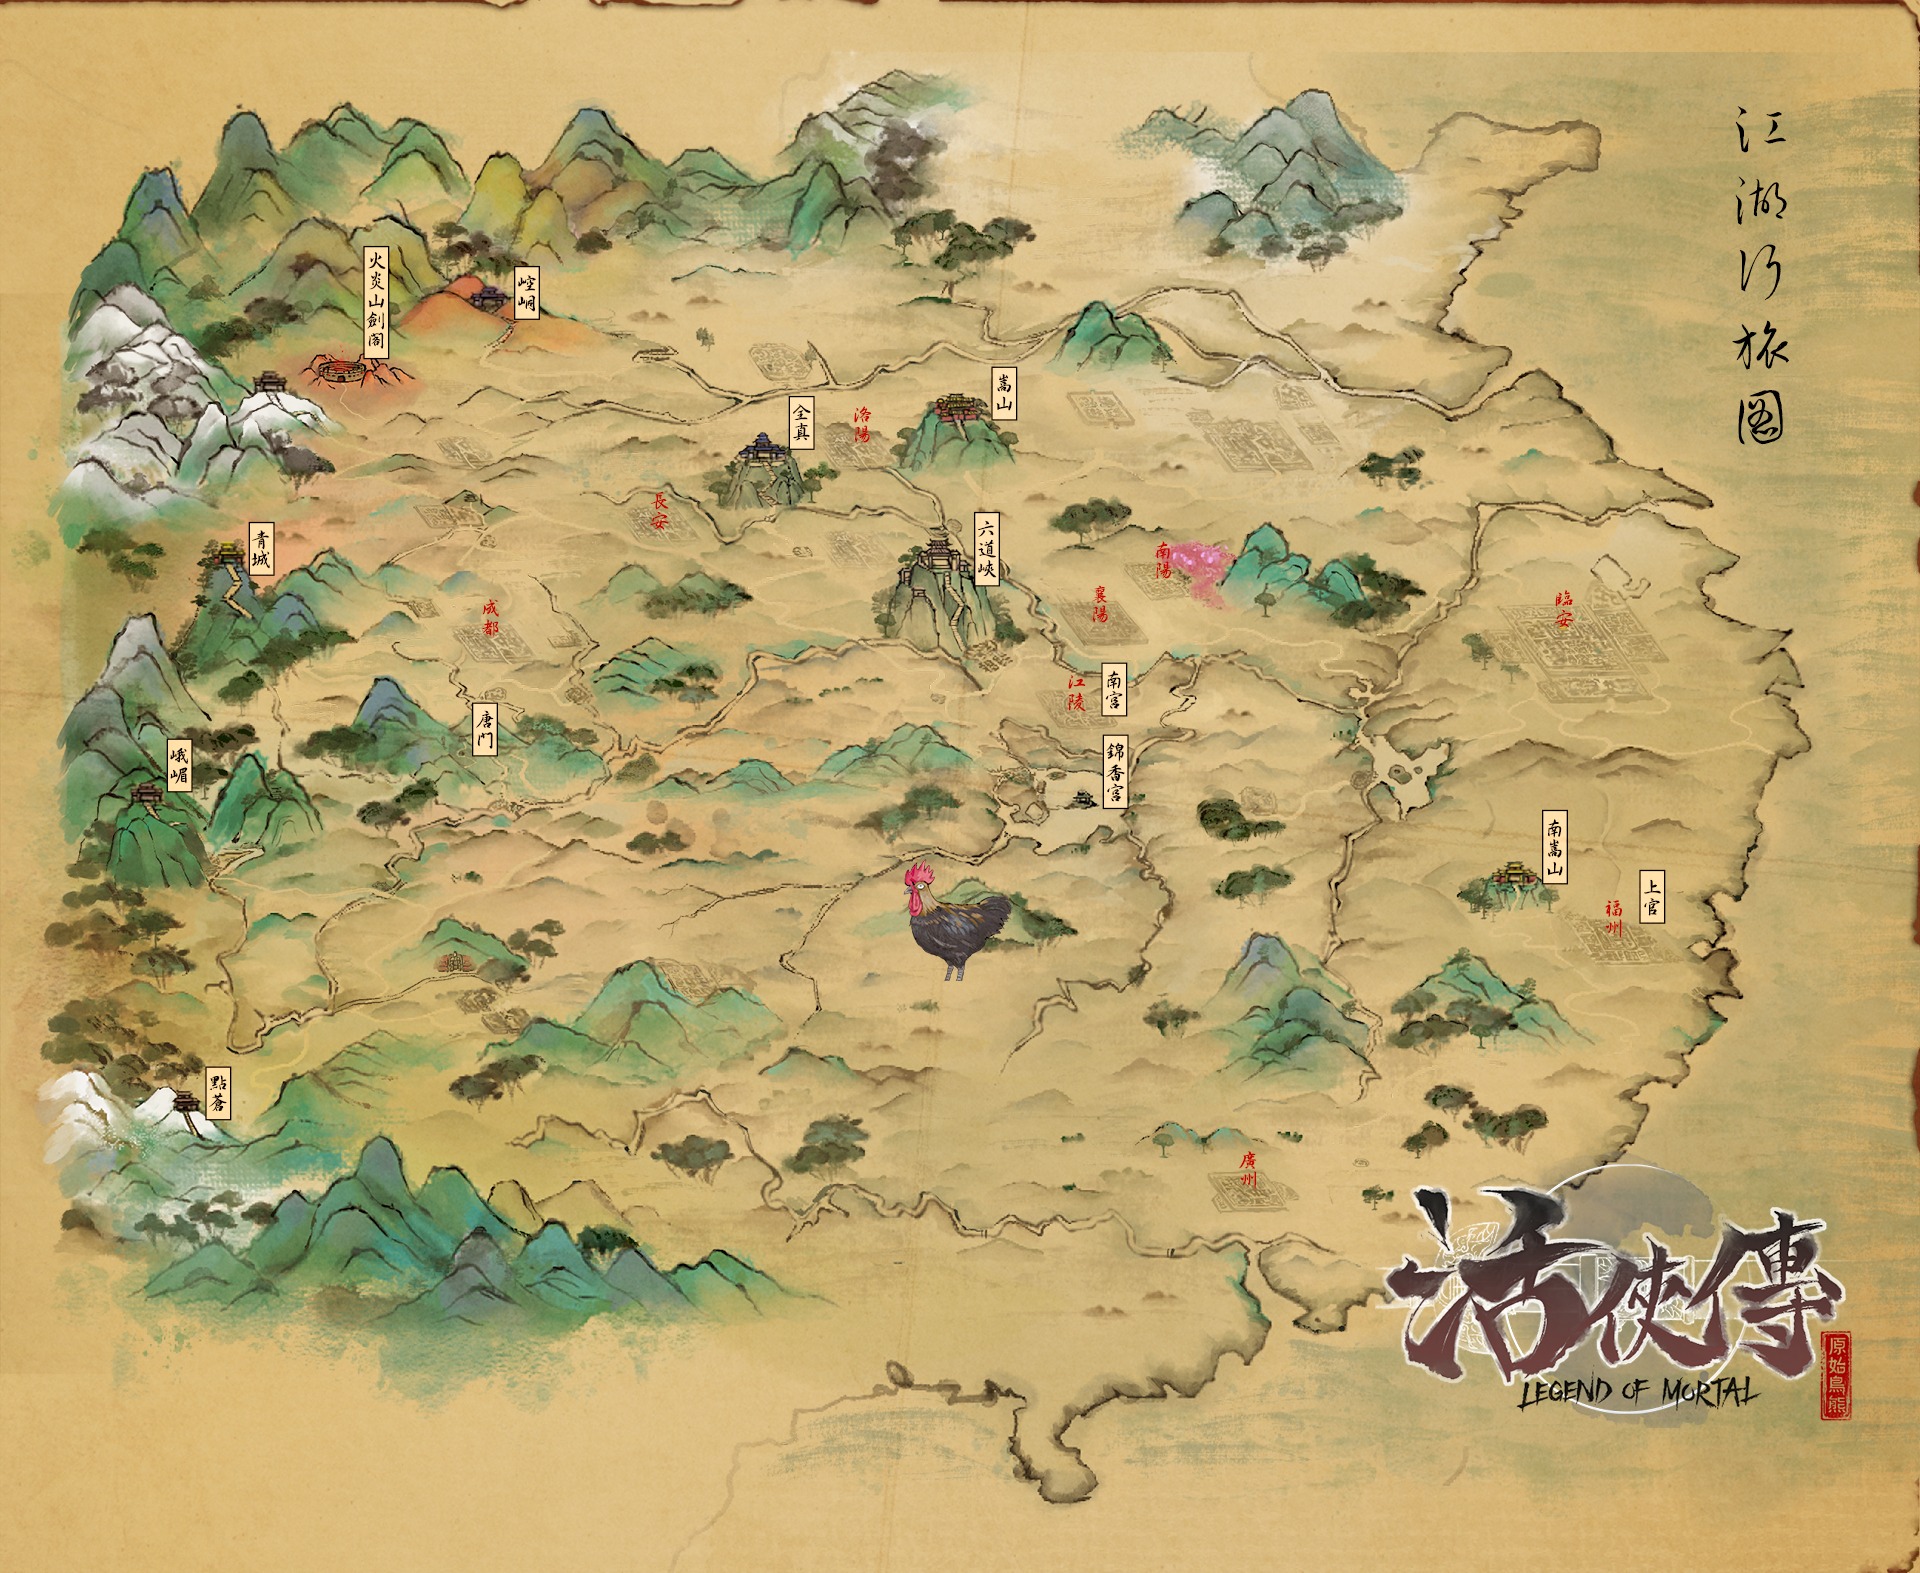 江湖行旅圖
火炎山劍閣
崆峒
嵩山
全真
洛陽
長安
六道峽
青城
南陽
襄陽
臨安
成都
江陵
南宮
唐門
錦香宮
峨嵋
南嵩山
上官
福州
點蒼
廣州
活俠傳
LEGEND OF MORTAL
原始鳥熊